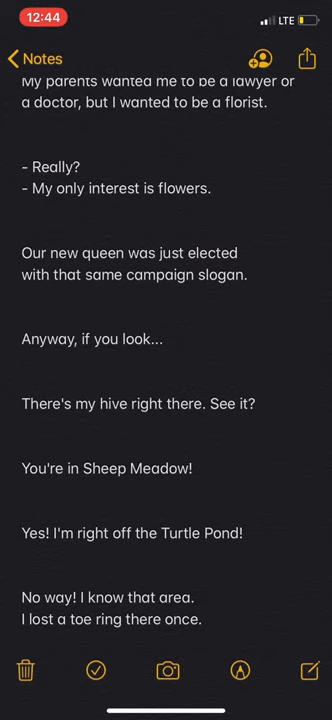 12:44
LTE
Notes
My parents wanted me to be a lawyer or
a doctor, but I wanted to be a florist.
- Really?
- My only interest is flowers.
Our new queen was just elected
with that same campaign slogan.
Anyway, if you look...
There's my hive right there. See it?
You're in Sheep Meadow!
Yes! I'm right off the Turtle Pond!
No way! I know that area.
I lost a toe ring there once.